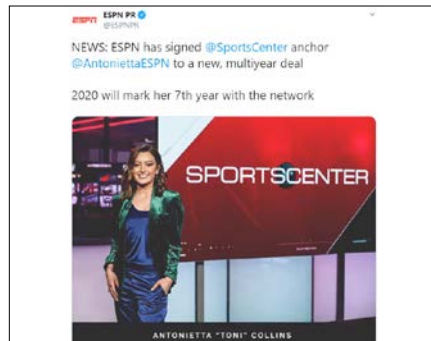 ESPN
ESPN PR
@ESPNPR
NEWS: ESPN has signed @SportsCenter anchor
@AntoniettaESPN to a new, multiyear deal
2020 will mark her 7th year with the network
SPORTSCENTER
ANTONIETTA "TONI" COLLINS